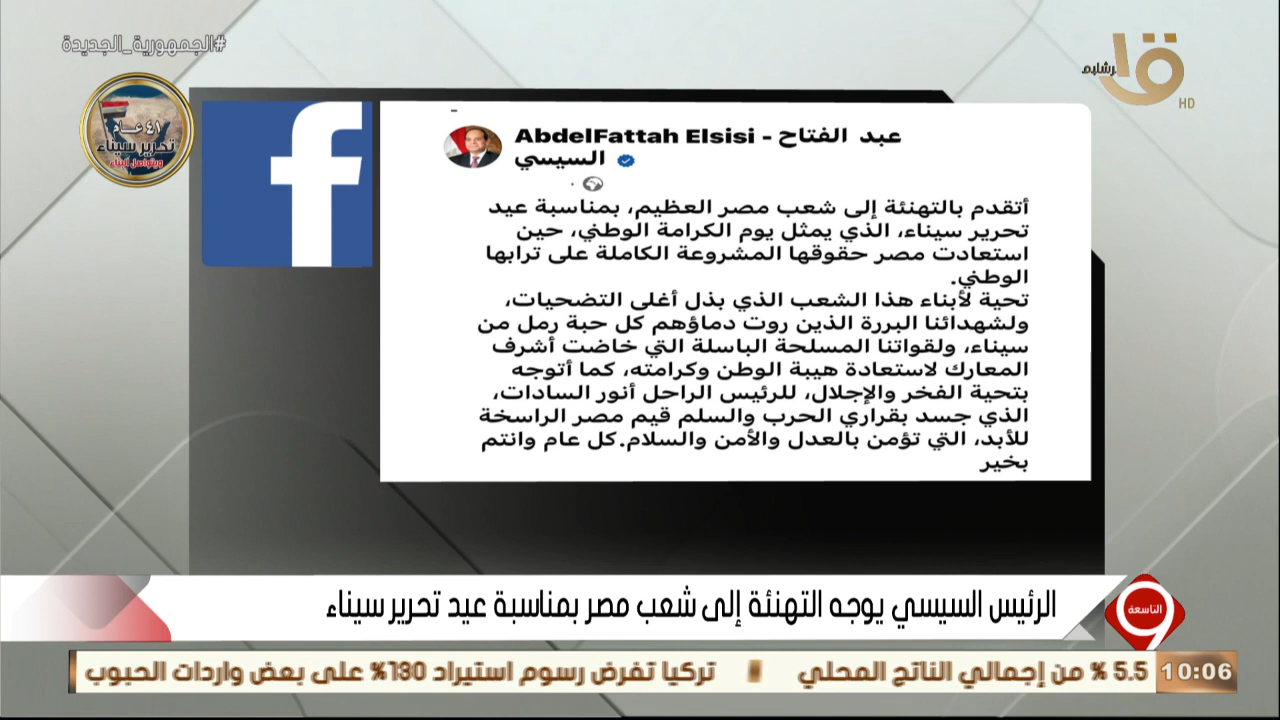 #الجمهورية_الجديدة
رشايم
HD
٤١ عام
تحرير سيناء
ويتواصل البناء
AbdelFattah Elsisi - عبد الفتاح
السيسي
أتقدم بالتهنئة إلى شعب مصر العظيم، بمناسبة عيد
تحرير سيناء، الذي يمثل يوم الكرامة الوطني، حين
استعادت مصر حقوقها المشروعة الكاملة على ترابها
الوطني.
تحية لأبناء هذا الشعب الذي بذل أغلى التضحيات،
ولشهدائنا البررة الذين روت دماؤهم كل حبة رمل من
سيناء، ولقواتنا المسلحة الباسلة التي خاضت أشرف
المعارك لاستعادة هيبة الوطن وكرامته، كما أتوجه
بتحية الفخر والإجلال، للرئيس الراحل أنور السادات،
الذي جسد بقراري الحرب والسلم قيم مصر الراسخة
للأبد، التي تؤمن بالعدل والأمن والسلام.كل عام وانتم
بخير
الرئيس السيسي يوجه التهنئة إلى شعب مصر بمناسبة عيد تحرير سيناء
التاسعة
9
10:06
5.5 % من إجمالي الناتج المحلي
تركيا تفرض رسوم استيراد 130% على بعض واردات الحبوب